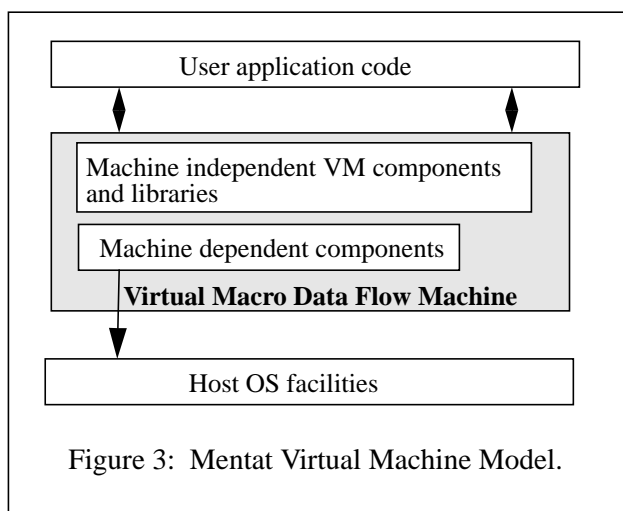 User application code
Machine independent VM components
and libraries
Machine dependent components
Virtual Macro Data Flow Machine
Host OS facilities
Figure 3: Mentat Virtual Machine Model.